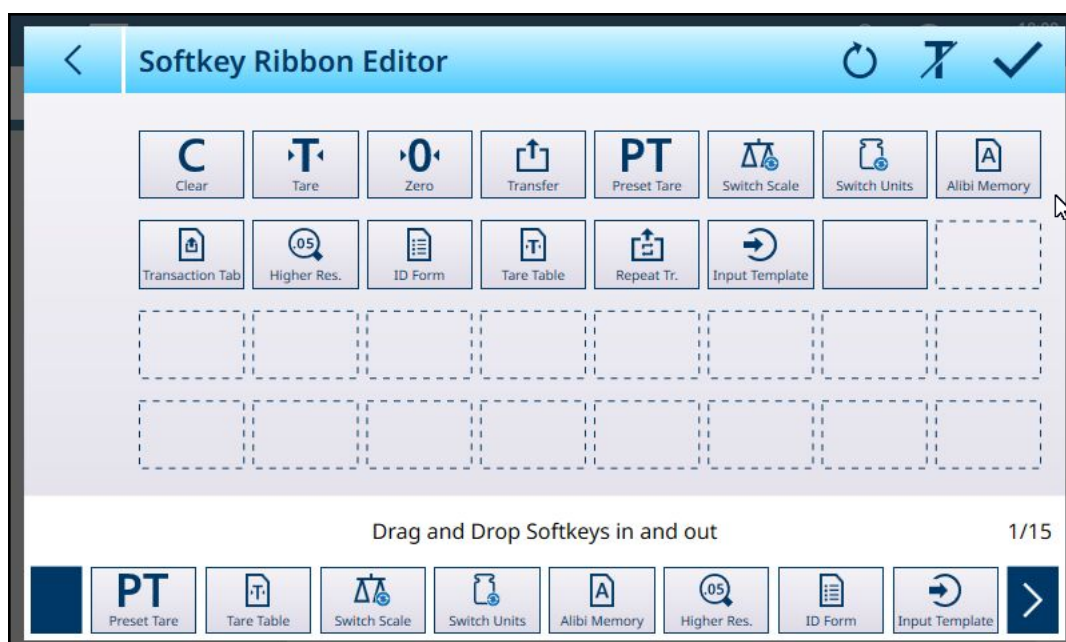 Softkey Ribbon Editor
C
T
0
PT
A
Clear
Tare
Zero
Transfer
Preset Tare
Switch Scale
Switch Units
Alibi Memory
.05
T
Transaction Tab
Higher Res.
ID Form
Tare Table
Repeat Tr.
Input Template
Drag and Drop Softkeys in and out
1/15
PT
T
A
.05
Preset Tare
Tare Table
Switch Scale
Switch Units
Alibi Memory
Higher Res.
ID Form
Input Template